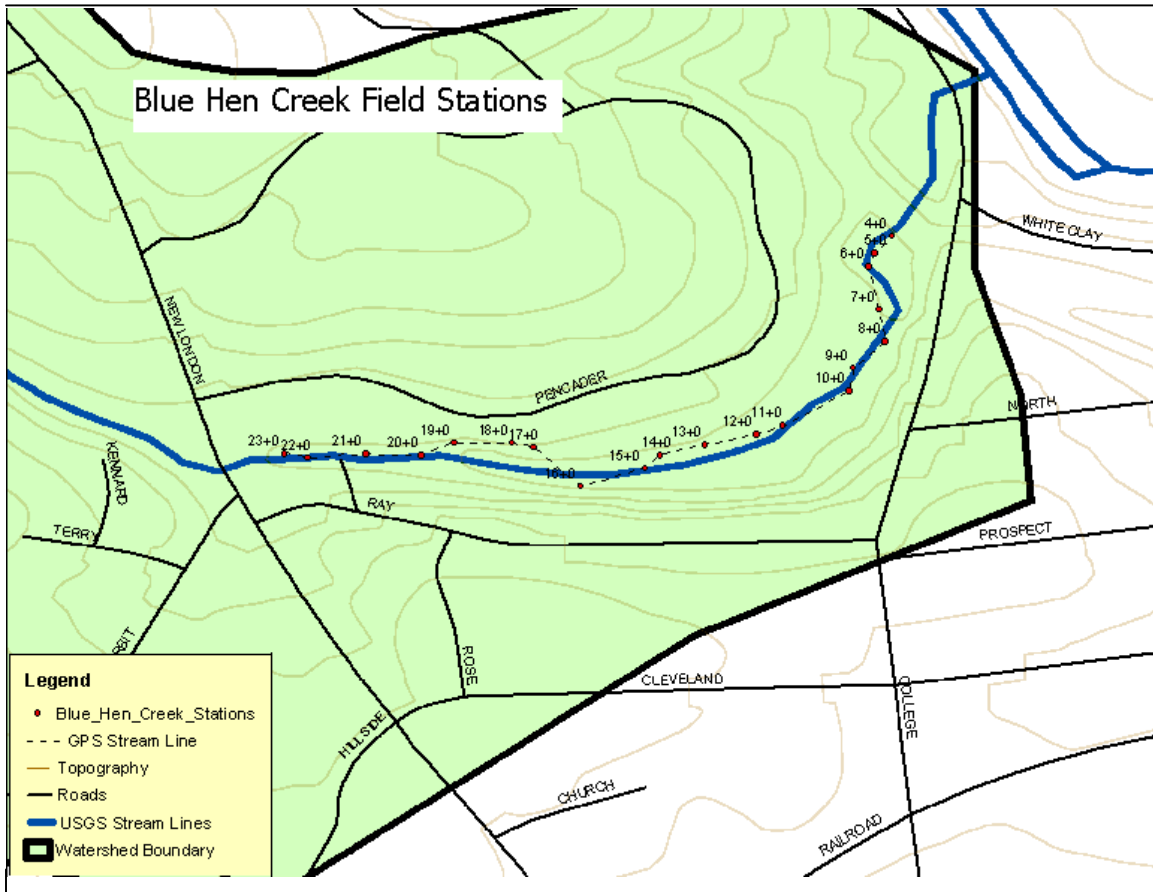 Blue Hen Creek Field Stations
WHITE CLAY
4+0
5+0
6+0
7+0
8+0
9+0
10+0
NEW LONDON
PENCADER
NORTH
11+0
12+0
13+0
14+0
15+0
16+0
17+0
18+0
19+0
20+0
21+0
22+0
23+0
KENNARD
RAY
TERRY
PROSPECT
ROSE
CLEVELAND
COLLEGE
HILLSIDE
CHURCH
RAILROAD
Legend
Blue_Hen_Creek_Stations
GPS Stream Line
Topography
Roads
USGS Stream Lines
Watershed Boundary